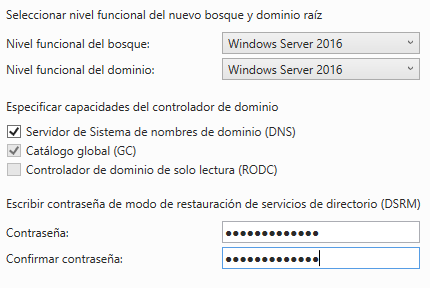 Seleccionar nivel funcional del nuevo bosque y dominio raíz
Nivel funcional del bosque: Windows Server 2016
Nivel funcional del dominio: Windows Server 2016
Especificar capacidades del controlador de dominio
Servidor de Sistema de nombres de dominio (DNS)
Catálogo global (GC)
Controlador de dominio de solo lectura (RODC)
Escribir contraseña de modo de restauración de servicios de directorio (DSRM)
Contraseña: ●●●●●●●●●●●●●
Confirmar contraseña: ●●●●●●●●●●●●●